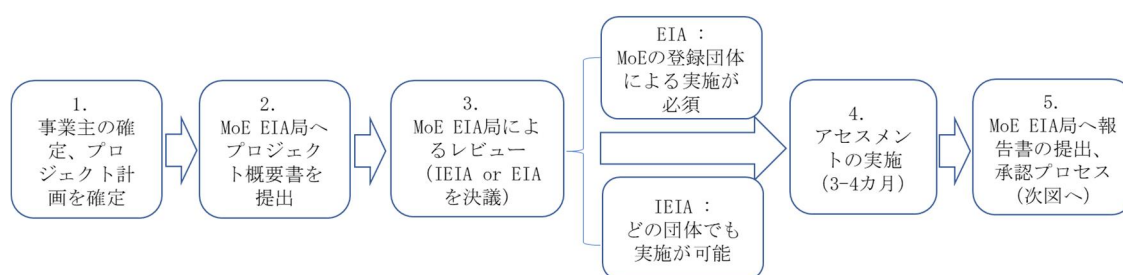 1.
事業主の確
定、プロ
ジェクト計
画を確定
2.
MoE EIA局へ
プロジェク
ト概要書を
提出
3.
MoE EIA局によ
るレビュー
（IEIA or EIA
を決議）
EIA ：
MoEの登録団体
による実施が
必須
IEIA ：
どの団体でも
実施が可能
4.
アセスメン
トの実施
(3-4カ月)
5.
MoE EIA局へ報
告書の提出、
承認プロセス
(次図へ)